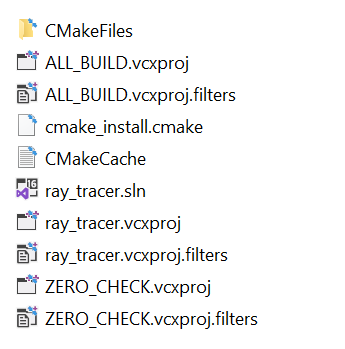 CMakeFiles
ALL_BUILD.vcxproj
ALL_BUILD.vcxproj.filters
cmake_install.cmake
CMakeCache
16
ray_tracer.sln
ray_tracer.vcxproj
ray_tracer.vcxproj.filters
ZERO_CHECK.vcxproj
ZERO_CHECK.vcxproj.filters